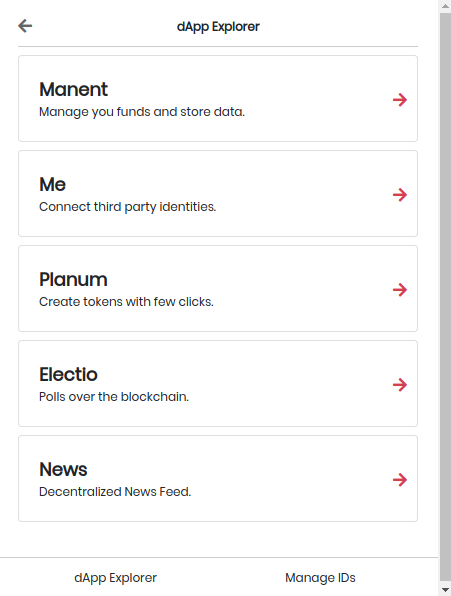 dApp Explorer
Manent
Manage you funds and store data.
Me
Connect third party identities.
Planum
Create tokens with few clicks.
Electio
Polls over the blockchain.
News
Decentralized News Feed.
dApp Explorer
Manage IDs